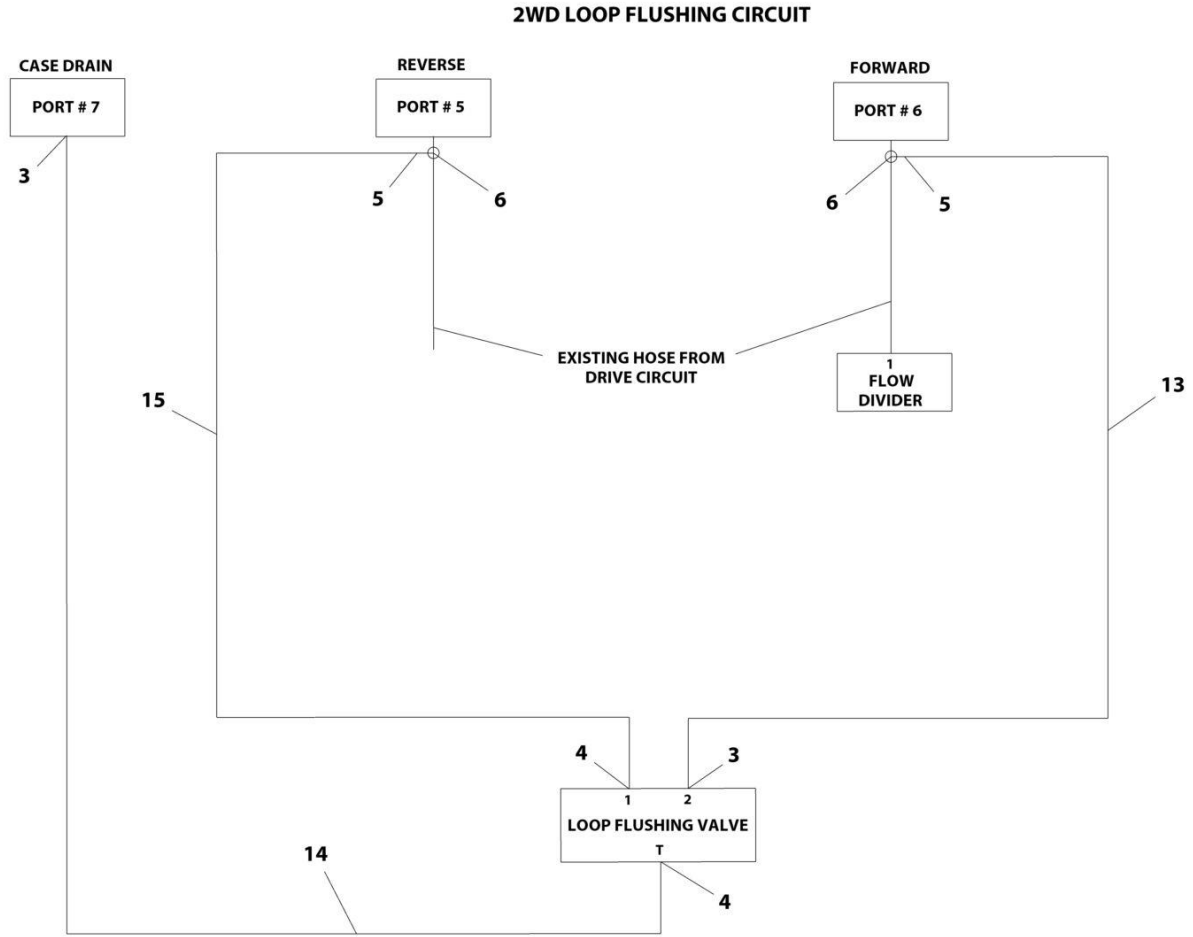 2WD LOOP FLUSHING CIRCUIT
CASE DRAIN
REVERSE
FORWARD
PORT # 7
PORT # 5
PORT # 6
3
5
6
6
5
EXISTING HOSE FROM
DRIVE CIRCUIT
1
FLOW
DIVIDER
15
13
4
3
1
2
LOOP FLUSHING VALVE
T
14
4